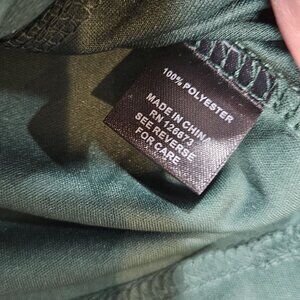 100% POLYESTER
MADE IN CHINA
RN 126673
SEE REVERSE
FOR CARE